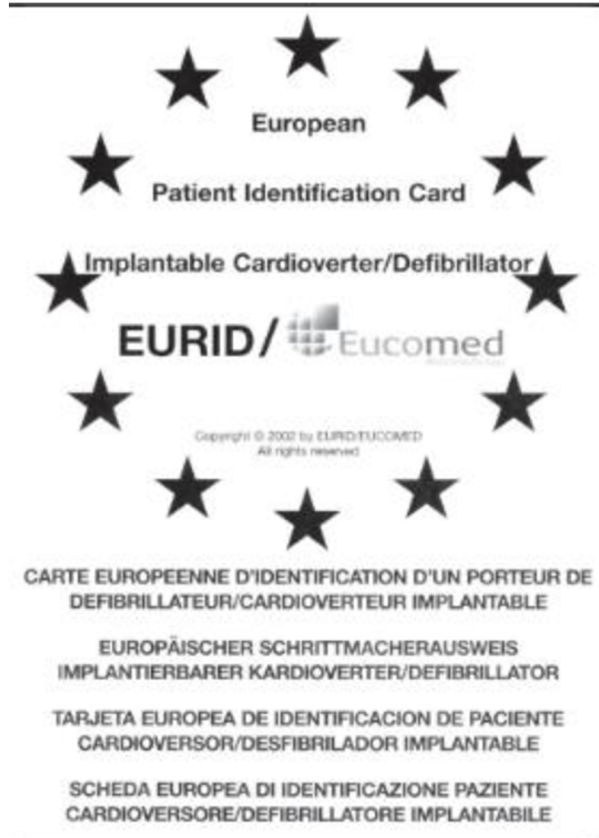 European
Patient Identification Card
Implantable Cardioverter/Defibrillator
EURID/ Eucomed
Copyright © 2002 by EURID/EUCOMED
All rights reserved
CARTE EUROPEENNE D'IDENTIFICATION D'UN PORTEUR DE
DEFIBRILLATEUR/CARDIOVERTEUR IMPLANTABLE
EUROPÄISCHER SCHRITTMACHERAUSWEIS
IMPLANTIERBARER KARDIOVERTER/DEFIBRILLATOR
TARJETA EUROPEA DE IDENTIFICACION DE PACIENTE
CARDIOVERSOR/DESFIBRILADOR IMPLANTABLE
SCHEDA EUROPEA DI IDENTIFICAZIONE PAZIENTE
CARDIOVERSORE/DEFIBRILLATORE IMPLANTABILE